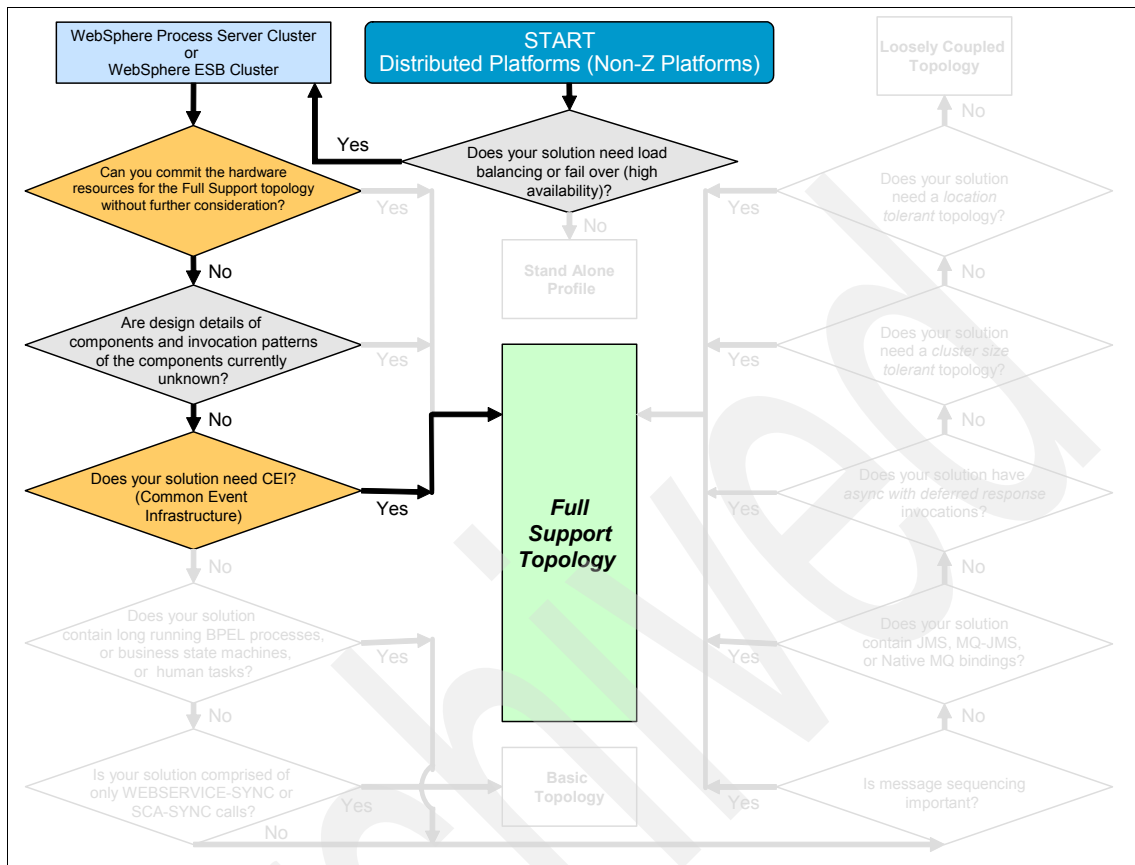 WebSphere Process Server Cluster
or
WebSphere ESB Cluster
START
Distributed Platforms (Non-Z Platforms)
Loosely Coupled
Topology
No
Yes
Does your solution need load
balancing or fail over (high
availability)?
Can you commit the hardware
resources for the Full Support topology
without further consideration?
Yes
No
Does your solution
need a location
tolerant topology?
Yes
No
Stand Alone
Profile
No
Are design details of
components and invocation patterns
of the components currently
unknown?
Yes
No
Does your solution
need a cluster size
tolerant topology?
Yes
No
Does your solution need CEI?
(Common Event
Infrastructure)
Yes
No
Full
Support
Topology
Does your solution have
async with deferred response
invocations?
Yes
No
Does your solution
contain long running BPEL processes,
or business state machines,
or human tasks?
Yes
No
Does your solution
contain JMS, MQ-JMS,
or Native MQ bindings?
Yes
No
Is your solution comprised of
only WEBSERVICE-SYNC or
SCA-SYNC calls?
Yes
No
Basic
Topology
Is message sequencing
important?
Yes
chived